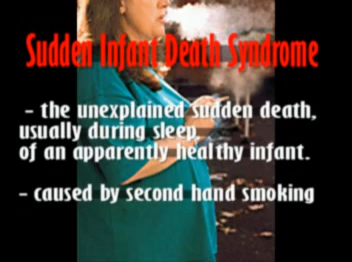 Sudden Infant Death Syndrome
- the unexplained sudden death,
usually during sleep,
of an apparently healthy infant.
- caused by second hand smoking